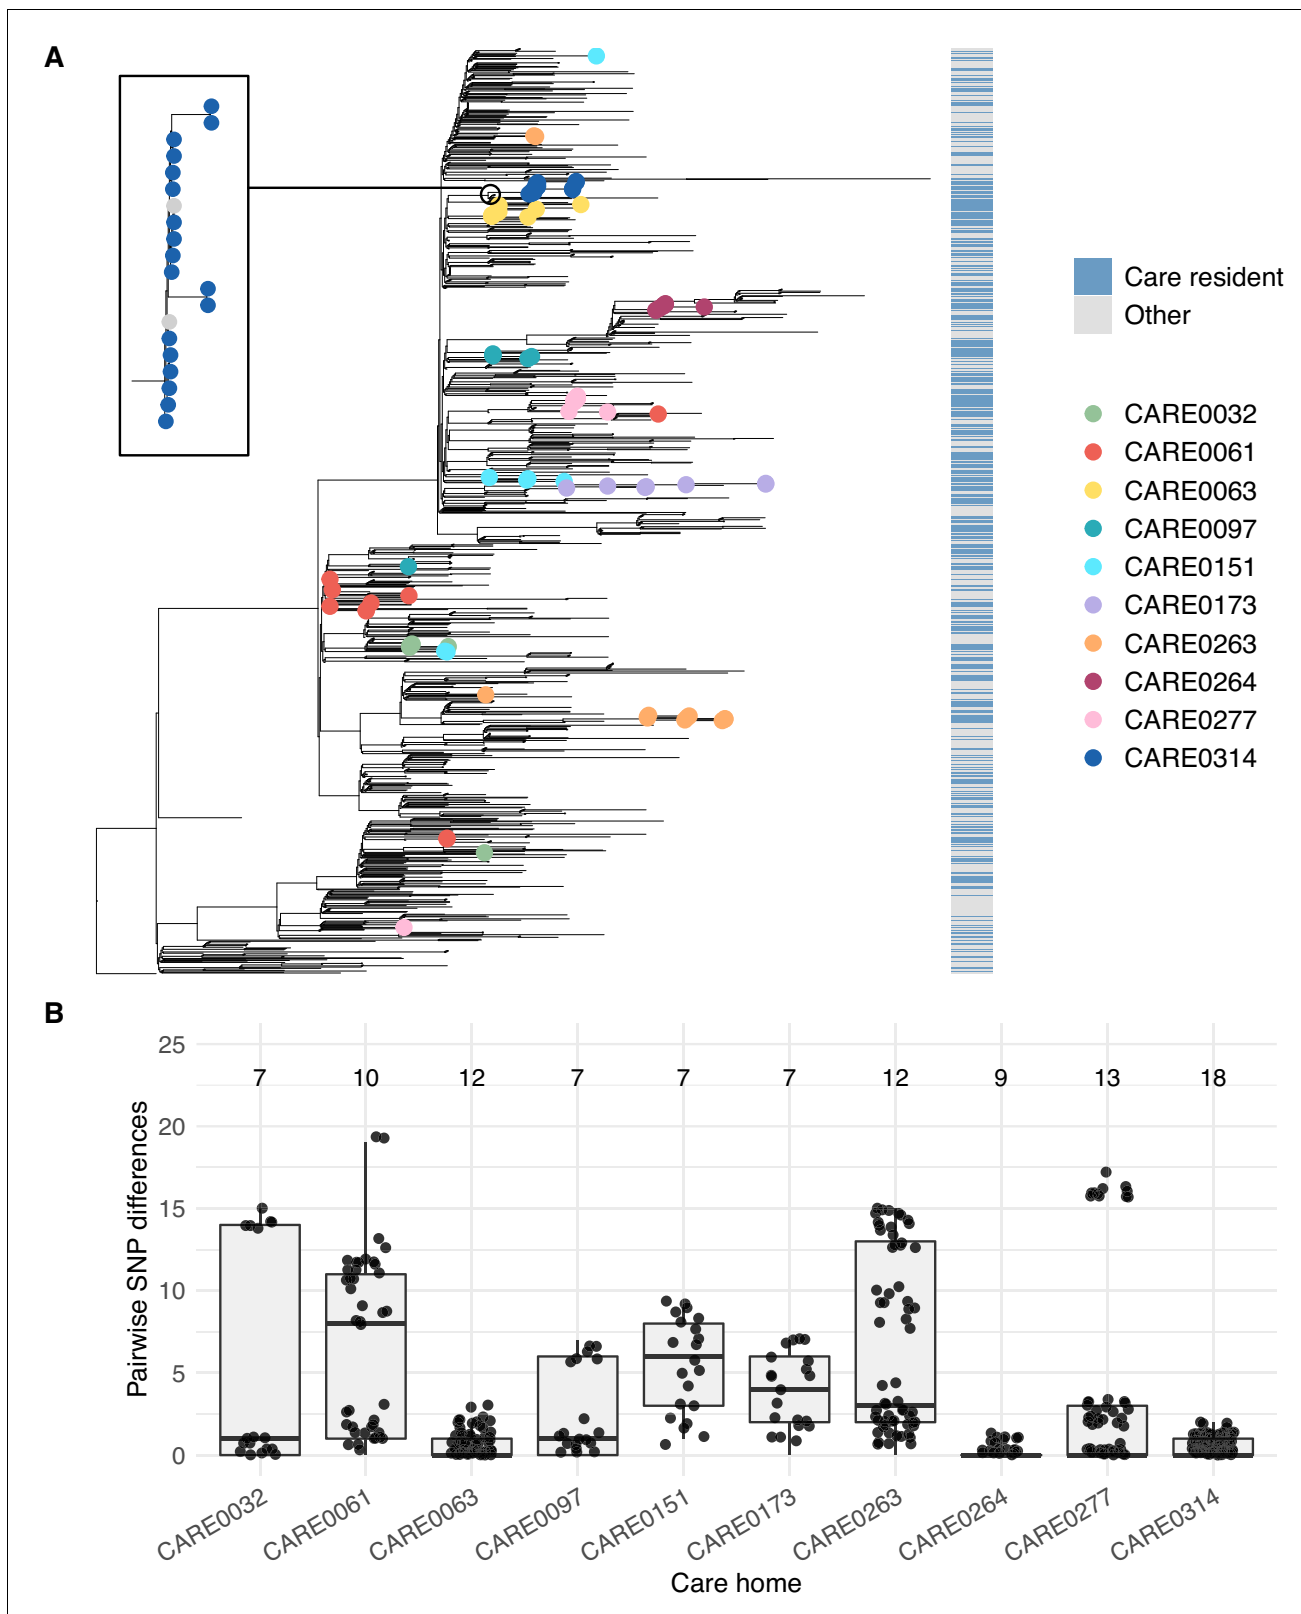 A
Care resident
Other
CARE0032
CARE0061
CARE0063
CARE0097
CARE0151
CARE0173
CARE0263
CARE0264
CARE0277
CARE0314
B
Pairwise SNP differences
25
20
15
10
5
0
7 10 12 7 7 7 12 9 13 18
CARE0032 CARE0061 CARE0063 CARE0097 CARE0151 CARE0173 CARE0263 CARE0264 CARE0277 CARE0314
Care home